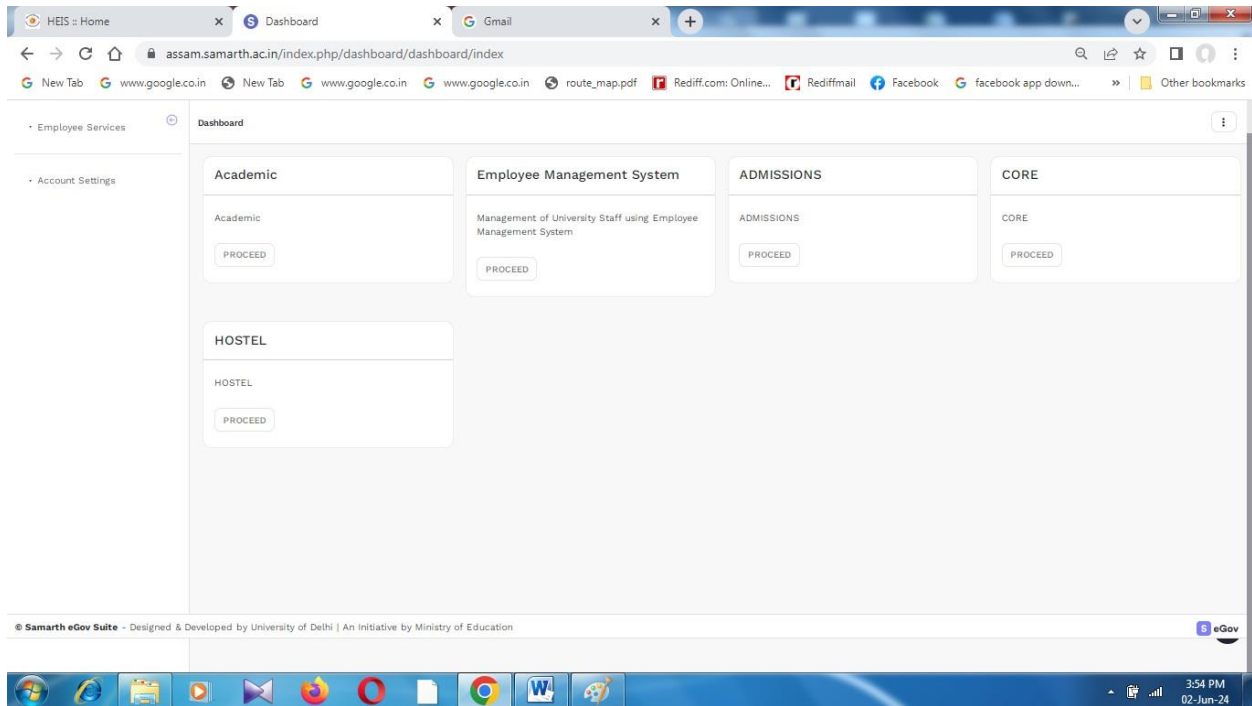 HEIS :: Home
Dashboard
Gmail
assam.samarth.ac.in/index.php/dashboard/dashboard/index
New Tab www.google.co.in New Tab www.google.co.in www.google.co.in route_map.pdf Rediff.com: Online... Rediffmail Facebook facebook app down... » Other bookmarks
Employee Services
Account Settings
Dashboard
Academic
Academic
PROCEED
Employee Management System
Management of University Staff using Employee
Management System
PROCEED
ADMISSIONS
ADMISSIONS
PROCEED
CORE
CORE
PROCEED
HOSTEL
HOSTEL
PROCEED
© Samarth eGov Suite - Designed & Developed by University of Delhi | An Initiative by Ministry of Education
S eGov
3:54 PM
02-Jun-24